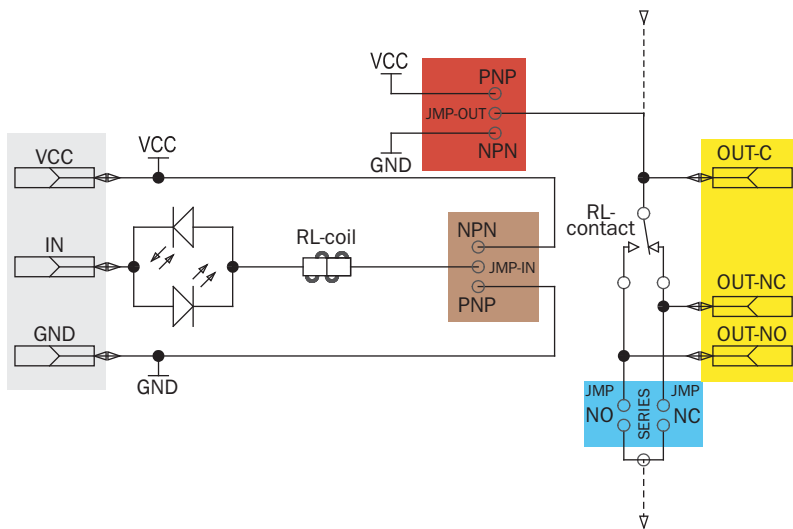 VCC
PNP
JMP-OUT
NPN
GND
VCC
VCC
OUT-C
RL-
contact
IN
RL-coil
NPN
JMP-IN
PNP
OUT-NC
GND
OUT-NO
GND
JMP
NO
SERIES
JMP
NC